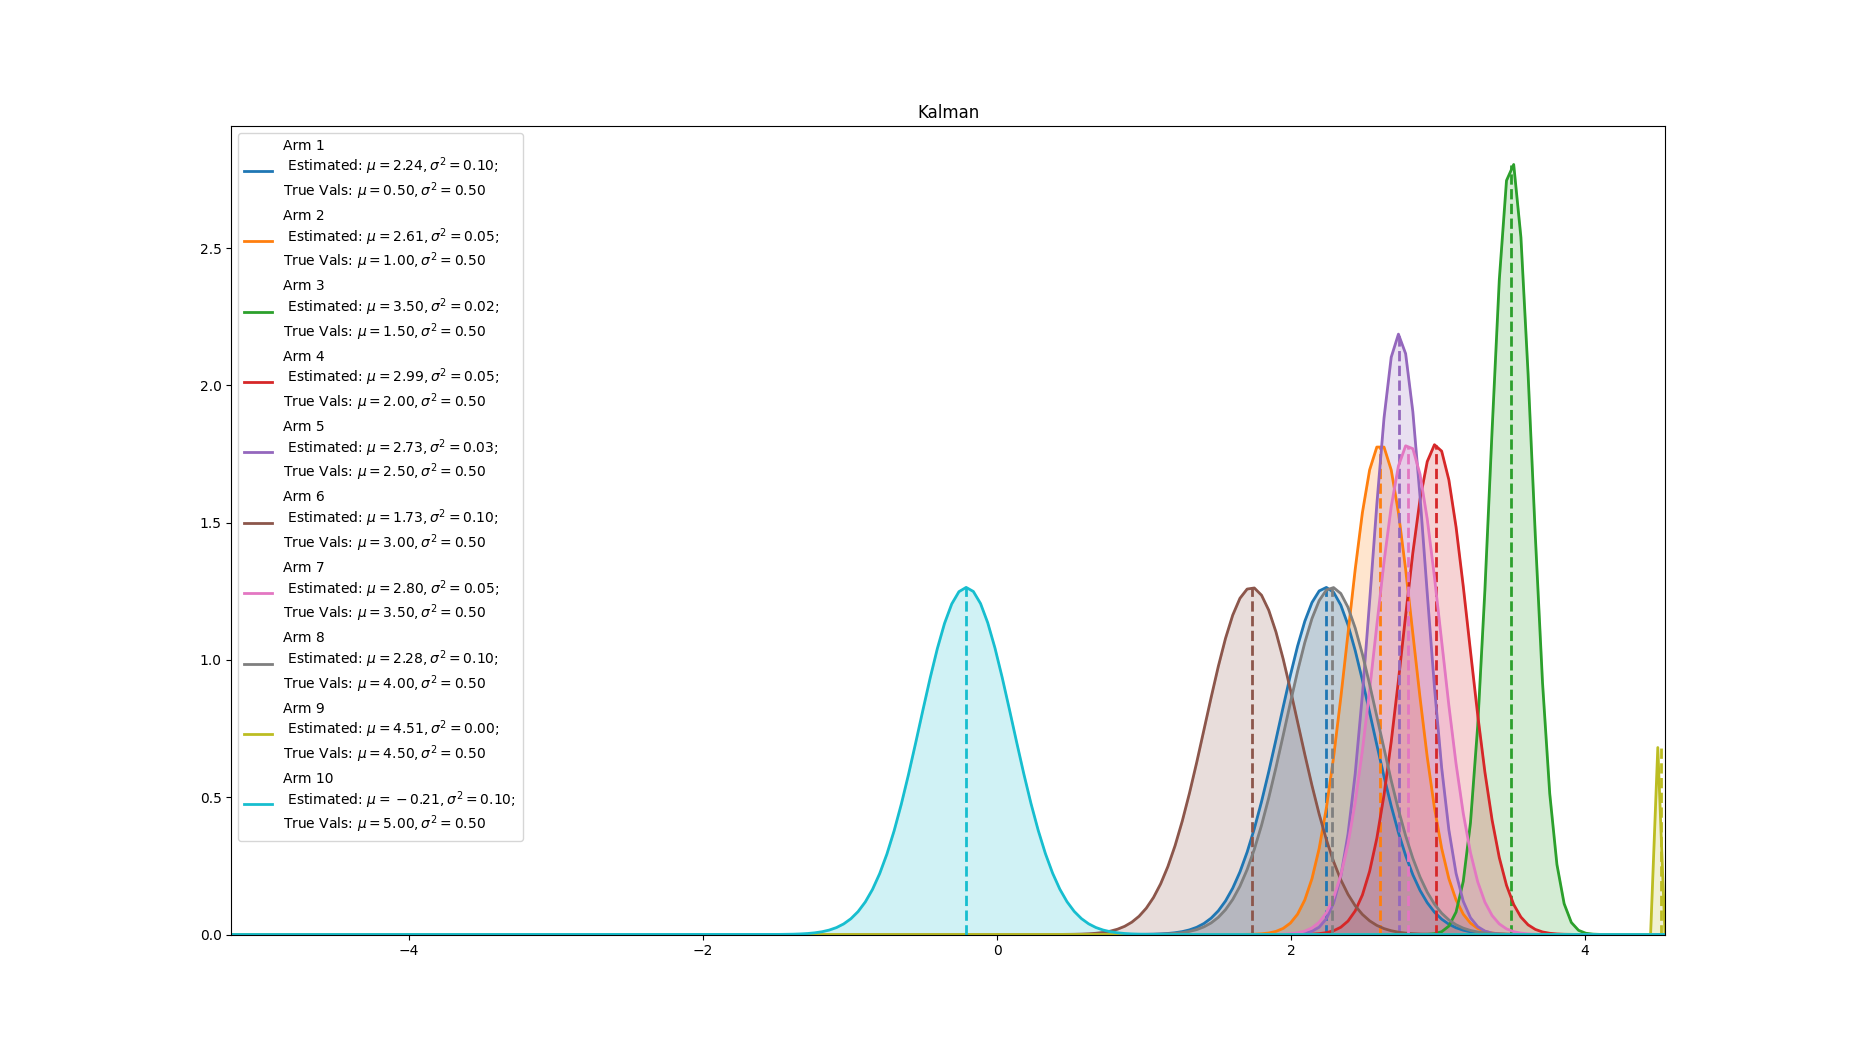 Kalman
Arm 1
Estimated: μ = 2.24, σ² = 0.10;
True Vals: μ = 0.50, σ² = 0.50
Arm 2
Estimated: μ = 2.61, σ² = 0.05;
True Vals: μ = 1.00, σ² = 0.50
Arm 3
Estimated: μ = 3.50, σ² = 0.02;
True Vals: μ = 1.50, σ² = 0.50
Arm 4
Estimated: μ = 2.99, σ² = 0.05;
True Vals: μ = 2.00, σ² = 0.50
Arm 5
Estimated: μ = 2.73, σ² = 0.03;
True Vals: μ = 2.50, σ² = 0.50
Arm 6
Estimated: μ = 1.73, σ² = 0.10;
True Vals: μ = 3.00, σ² = 0.50
Arm 7
Estimated: μ = 2.80, σ² = 0.05;
True Vals: μ = 3.50, σ² = 0.50
Arm 8
Estimated: μ = 2.28, σ² = 0.10;
True Vals: μ = 4.00, σ² = 0.50
Arm 9
Estimated: μ = 4.51, σ² = 0.00;
True Vals: μ = 4.50, σ² = 0.50
Arm 10
Estimated: μ = −0.21, σ² = 0.10;
True Vals: μ = 5.00, σ² = 0.50
2.5
2.0
1.5
1.0
0.5
0.0
−4 −2 0 2 4